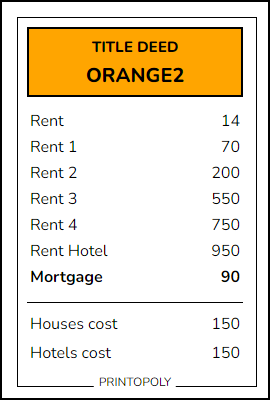 TITLE DEED
ORANGE2
Rent 14
Rent 1 70
Rent 2 200
Rent 3 550
Rent 4 750
Rent Hotel 950
Mortgage 90
Houses cost 150
Hotels cost 150
PRINTOPOLY